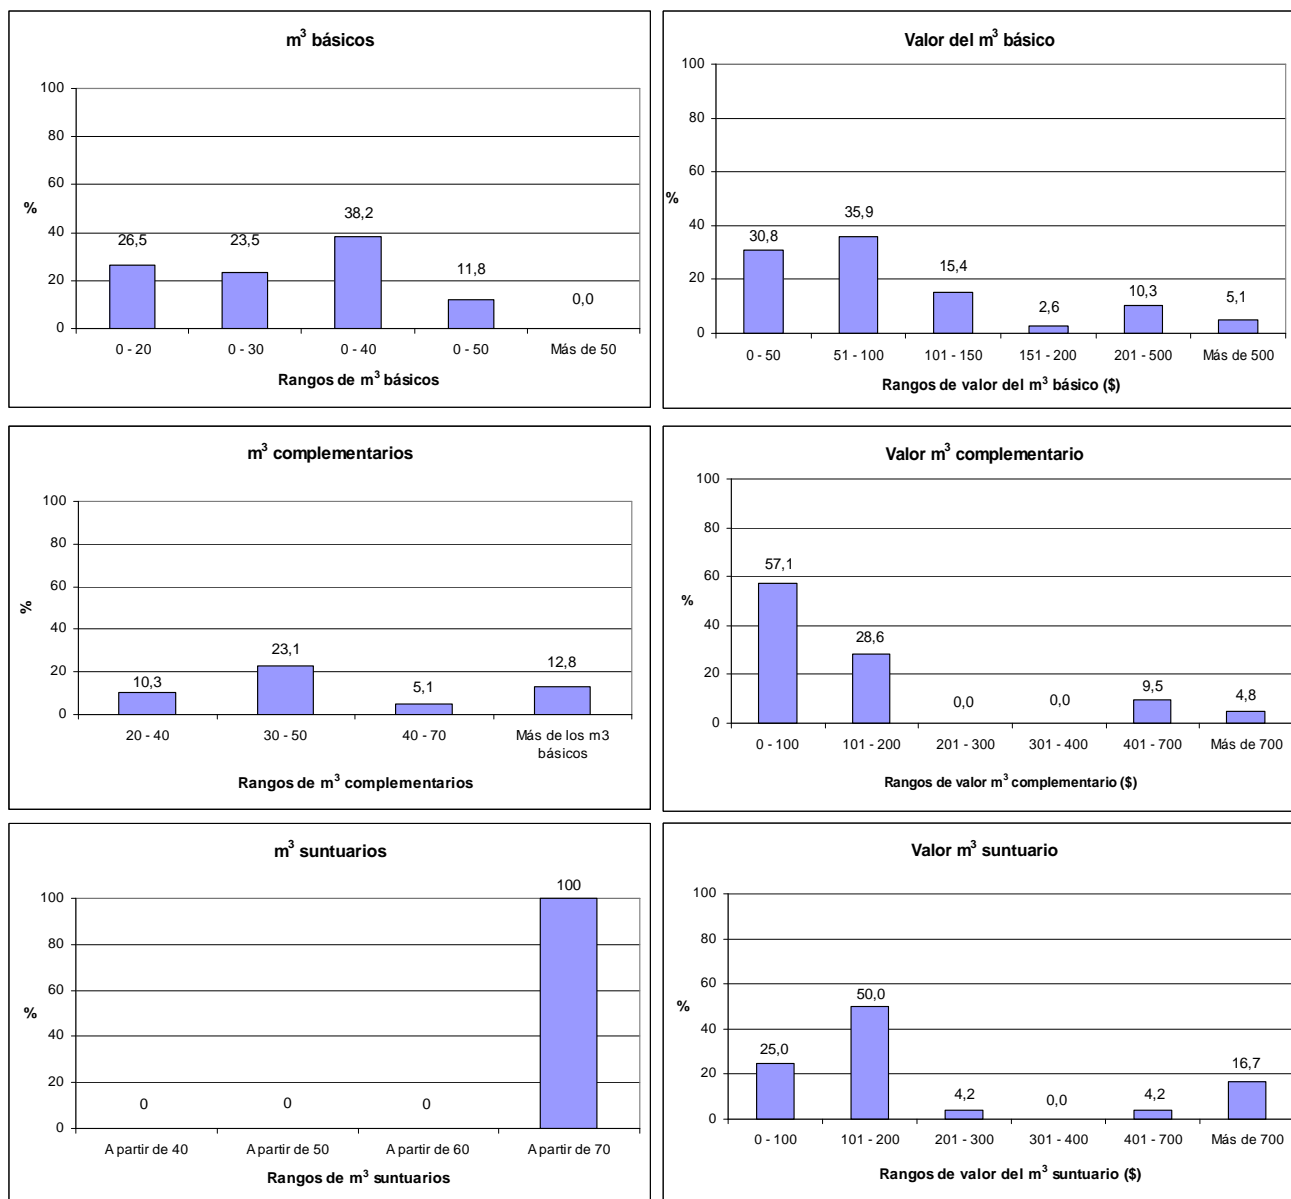 m³ básicos
100
80
60
40
20
0
%
26,5
23,5
38,2
11,8
0,0
0 - 20
0 - 30
0 - 40
0 - 50
Más de 50
Rangos de m³ básicos
Valor del m³ básico
100
80
60
40
20
0
%
30,8
35,9
15,4
2,6
10,3
5,1
0 - 50
51 - 100
101 - 150
151 - 200
201 - 500
Más de 500
Rangos de valor del m³ básico ($)
m³ complementarios
100
80
60
40
20
0
%
10,3
23,1
5,1
12,8
20 - 40
30 - 50
40 - 70
Más de los m3
básicos
Rangos de m³ complementarios
Valor m³ complementario
100
80
60
40
20
0
%
57,1
28,6
0,0
0,0
9,5
4,8
0 - 100
101 - 200
201 - 300
301 - 400
401 - 700
Más de 700
Rangos de valor m³ complementario ($)
m³ suntuarios
100
80
60
40
20
0
%
0
0
0
100
A partir de 40
A partir de 50
A partir de 60
A partir de 70
Rangos de m³ suntuarios
Valor m³ suntuario
100
80
60
40
20
0
%
25,0
50,0
4,2
0,0
4,2
16,7
0 - 100
101 - 200
201 - 300
301 - 400
401 - 700
Más de 700
Rangos de valor del m³ suntuario ($)